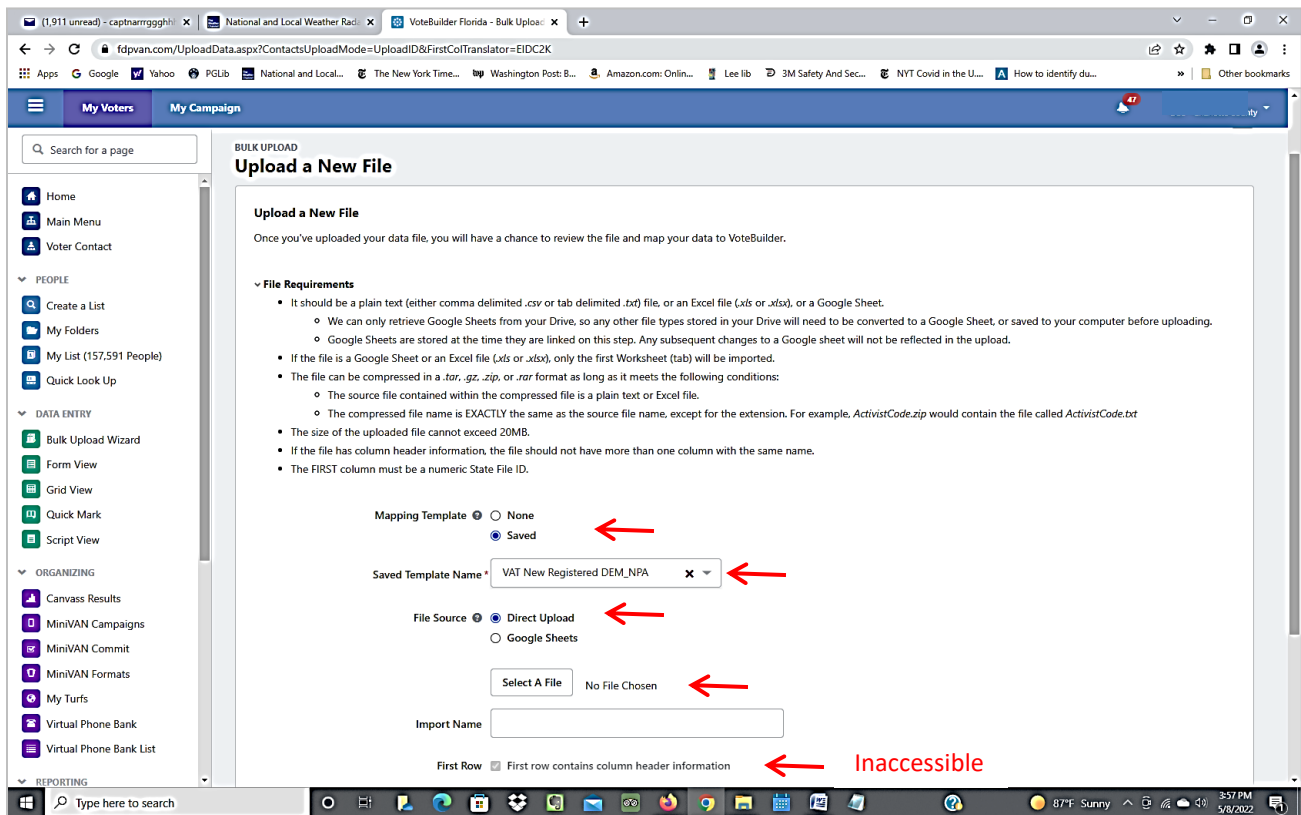 (1,911 unread) - captnarrrggghh
National and Local Weather Rada
VoteBuilder Florida - Bulk Upload
fdpvan.com/UploadData.aspx?ContactsUploadMode=UploadID&FirstColTranslator=EIDC2K
Apps Google Yahoo PGLib National and Local... The New York Time... Washington Post: B... Amazon.com: Onlin... Lee lib 3M Safety And Sec... NYT Covid in the U.... How to identify du... » Other bookmarks
My Voters My Campaign 47
Search for a page
Home
Main Menu
Voter Contact
PEOPLE
Create a List
My Folders
My List (157,591 People)
Quick Look Up
DATA ENTRY
Bulk Upload Wizard
Form View
Grid View
Quick Mark
Script View
ORGANIZING
Canvass Results
MiniVAN Campaigns
MiniVAN Commit
MiniVAN Formats
My Turfs
Virtual Phone Bank
Virtual Phone Bank List
REPORTING
BULK UPLOAD
Upload a New File
Upload a New File
Once you've uploaded your data file, you will have a chance to review the file and map your data to VoteBuilder.
File Requirements
It should be a plain text (either comma delimited .csv or tab delimited .txt) file, or an Excel file (.xls or .xlsx), or a Google Sheet.
We can only retrieve Google Sheets from your Drive, so any other file types stored in your Drive will need to be converted to a Google Sheet, or saved to your computer before uploading.
Google Sheets are stored at the time they are linked on this step. Any subsequent changes to a Google sheet will not be reflected in the upload.
If the file is a Google Sheet or an Excel file (.xls or .xlsx), only the first Worksheet (tab) will be imported.
The file can be compressed in a .tar, .gz, .zip, or .rar format as long as it meets the following conditions:
The source file contained within the compressed file is a plain text or Excel file.
The compressed file name is EXACTLY the same as the source file name, except for the extension. For example, ActivistCode.zip would contain the file called ActivistCode.txt
The size of the uploaded file cannot exceed 20MB.
If the file has column header information, the file should not have more than one column with the same name.
The FIRST column must be a numeric State File ID.
Mapping Template None
Saved
Saved Template Name * VAT New Registered DEM_NPA
File Source Direct Upload
Google Sheets
Select A File No File Chosen
Import Name
First Row First row contains column header information Inaccessible
Type here to search
87°F Sunny
3:57 PM
5/8/2022